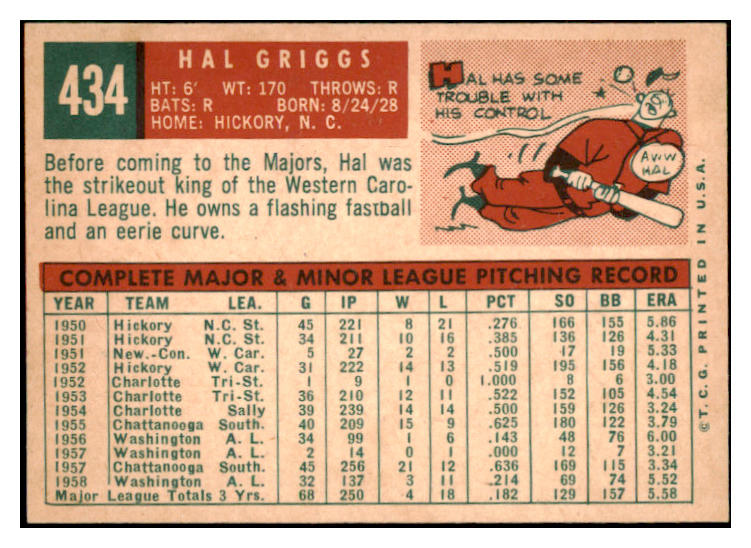 434
HAL GRIGGS
HT: 6' WT: 170 THROWS: R
BATS: R BORN: 8/24/28
HOME: HICKORY, N. C.
HAL HAS SOME
TROUBLE WITH
HIS CONTROL
AWW
HAL
Before coming to the Majors, Hal was
the strikeout king of the Western Caro-
lina League. He owns a flashing fastball
and an eerie curve.
COMPLETE MAJOR & MINOR LEAGUE PITCHING RECORD
YEAR TEAM LEA. G IP W L PCT SO BB ERA
1950 Hickory N.C. St. 45 221 8 21 .276 166 155 5.86
1951 Hickory N.C. St. 34 211 10 16 .385 136 126 4.31
1951 New.-Con. W. Car. 5 27 2 2 .500 17 19 5.33
1952 Hickory W. Car. 31 222 14 13 .519 195 156 4.18
1952 Charlotte Tri-St. 1 9 1 0 1.000 8 6 3.00
1953 Charlotte Tri-St. 36 210 12 11 .522 152 105 4.54
1954 Charlotte Sally 39 239 14 14 .500 159 126 3.24
1955 Chattanooga South. 40 209 15 9 .625 180 122 3.79
1956 Washington A. L. 34 99 1 6 .143 48 76 6.00
1957 Washington A. L. 2 14 0 1 .000 12 7 3.21
1957 Chattanooga South. 45 256 21 12 .636 169 115 3.34
1958 Washington A. L. 32 137 3 11 .214 69 74 5.52
Major League Totals 3 Yrs. 68 250 4 18 .182 129 157 5.58
© T. C. G. PRINTED IN U.S.A.